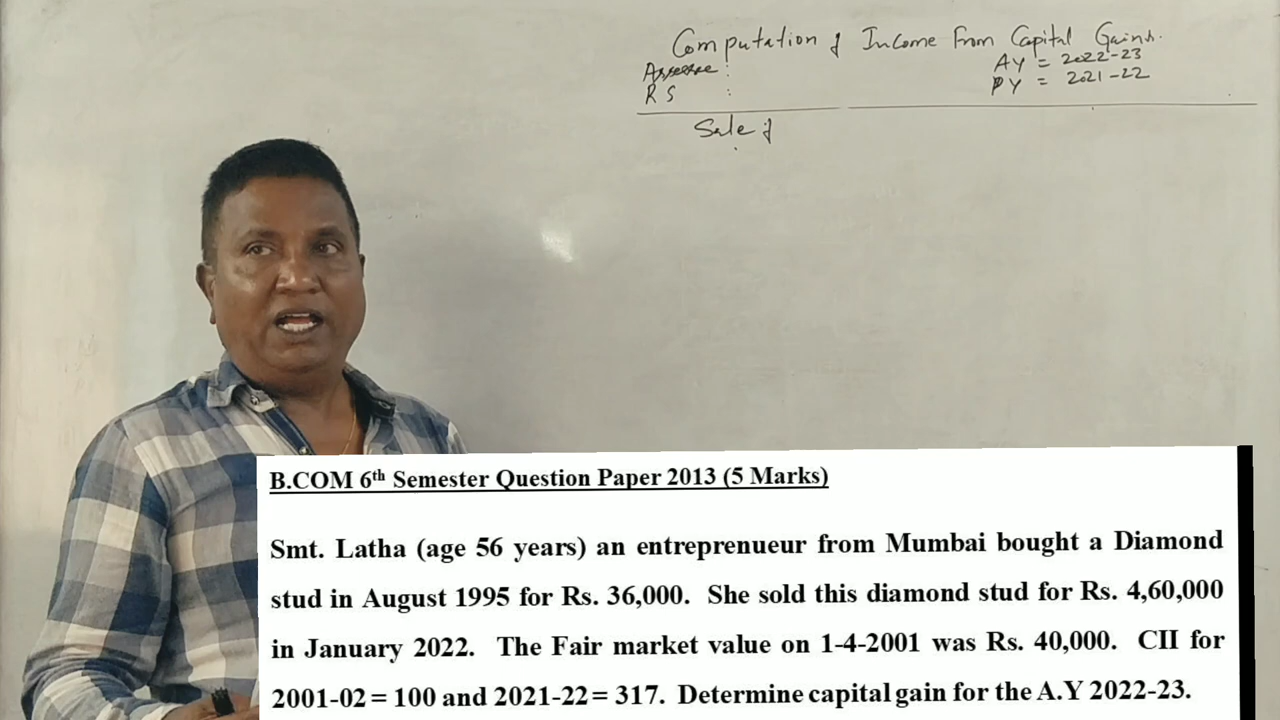 Computation of Income From Capital Gains.
Assesse :
AY = 2022-23
RS :
PY = 2021-22
Sale of
B.COM 6th Semester Question Paper 2013 (5 Marks)
Smt. Latha (age 56 years) an entreprenueur from Mumbai bought a Diamond
stud in August 1995 for Rs. 36,000. She sold this diamond stud for Rs. 4,60,000
in January 2022. The Fair market value on 1-4-2001 was Rs. 40,000. CII for
2001-02 = 100 and 2021-22= 317. Determine capital gain for the A.Y 2022-23.